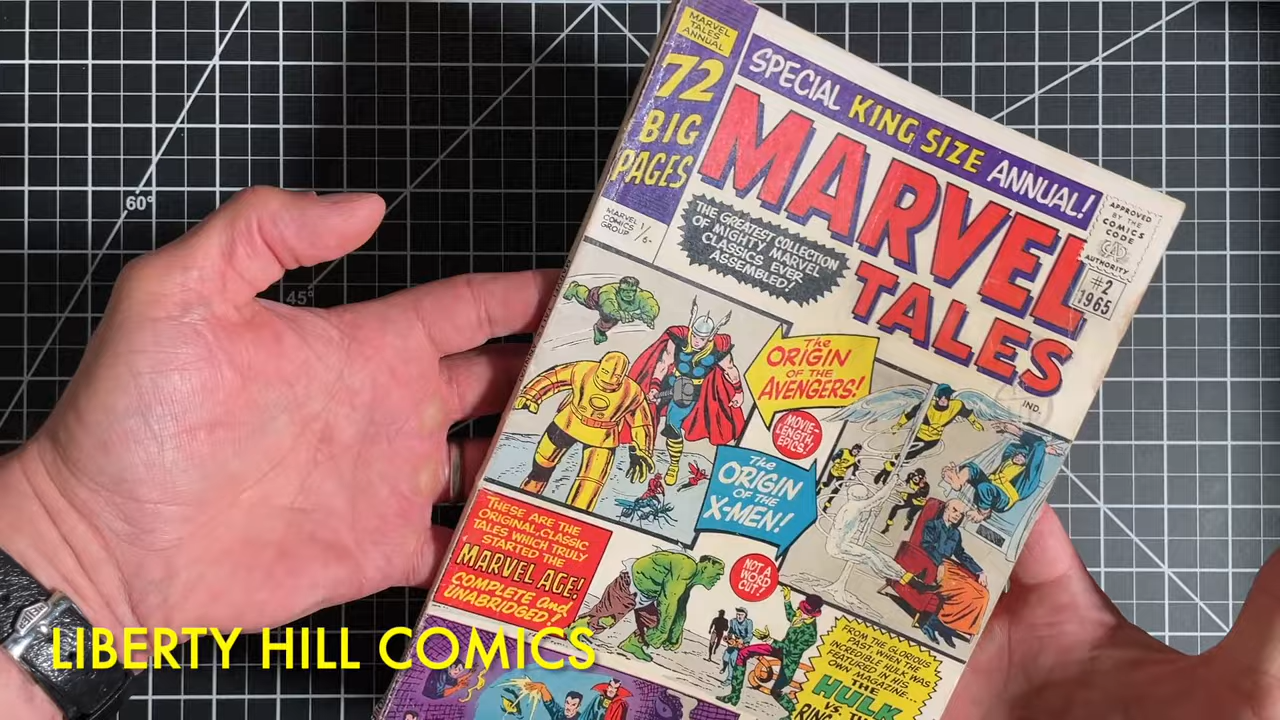 60°
45°
MARVEL
TALES
ANNUAL
72
BIG
PAGES
MARVEL
COMICS
GROUP
SPECIAL KING SIZE ANNUAL!
MARVEL
TALES
APPROVED
BY THE
COMICS
CODE
AUTHORITY
#2
1965
IND.
THE GREATEST COLLECTION
OF MIGHTY MARVEL
CLASSICS EVER
ASSEMBLED!
The
ORIGIN
OF THE
AVENGERS!
MOVIE-
LENGTH
EPICS!
The
ORIGIN
OF THE
X-MEN!
THESE ARE THE
ORIGINAL, CLASSIC
TALES WHICH TRULY
STARTED THE
MARVEL AGE!
COMPLETE and
UNABRIDGED!
NOT A
WORD
CUT!
FROM THE GLORIOUS
PAST, WHEN THE
INCREDIBLE HULK WAS
FEATURED IN HIS
OWN MAGAZINE...
THE
HULK
VS. THE
LIBERTY HILL COMICS